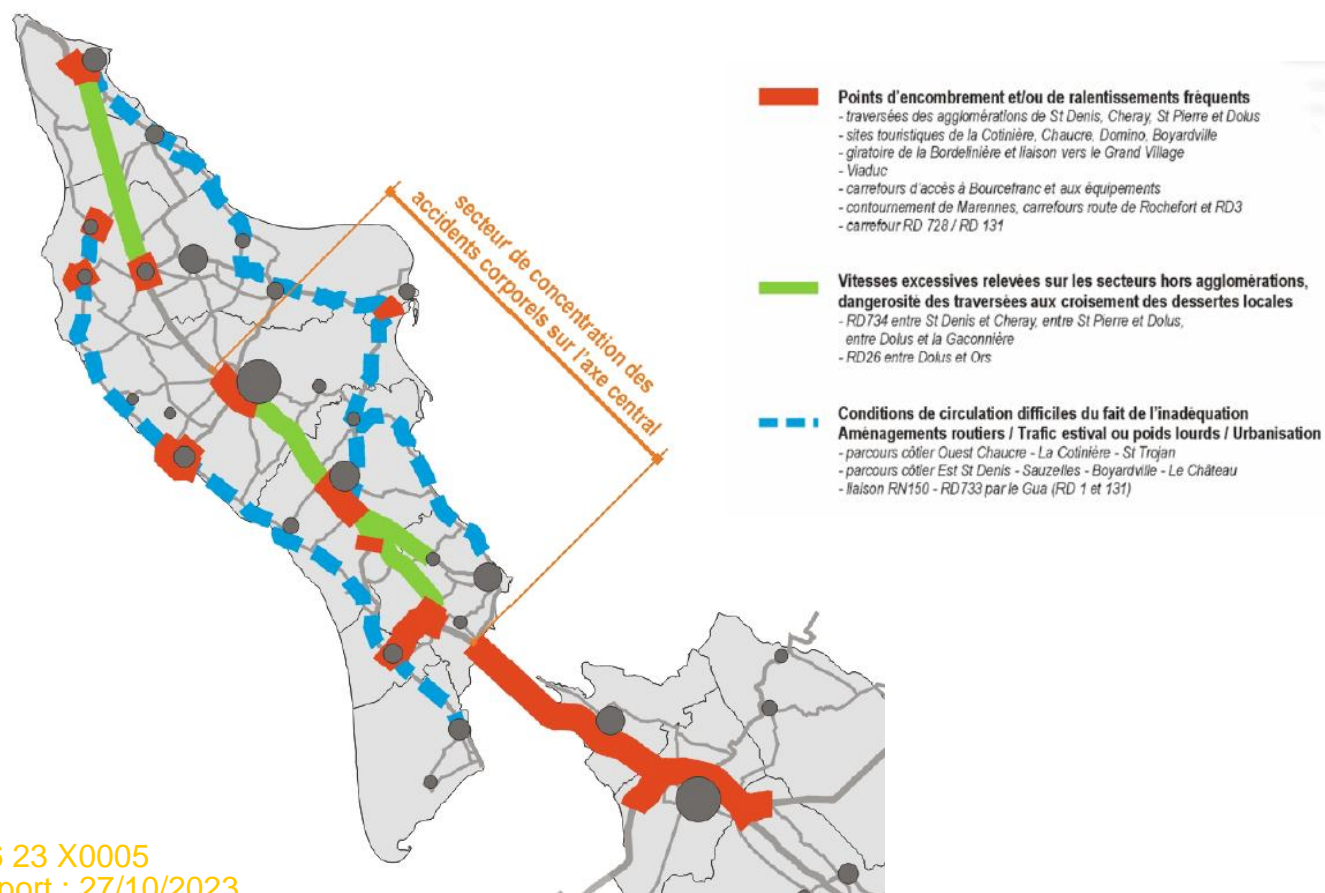 Points d'encombrement et/ou de ralentissements fréquents
- traversées des agglomérations de St Denis, Cheray, St Pierre et Dolus
- sites touristiques de la Cotinière, Chaucre, Domino, Boyardville
- giratoire de la Bordelinière et liaison vers le Grand Village
- Viaduc
- carrefours d'accès à Bourcefranc et aux équipements
- contournement de Marennes, carrefours route de Rochefort et RD3
- carrefour RD 728 / RD 131
Vitesses excessives relevées sur les secteurs hors agglomérations,
dangerosité des traversées aux croisement des dessertes locales
- RD734 entre St Denis et Cheray, entre St Pierre et Dolus,
entre Dolus et la Gaconnière
- RD26 entre Dolus et Ors
Conditions de circulation difficiles du fait de l'inadéquation
Aménagements routiers / Trafic estival ou poids lourds / Urbanisation
- parcours côtier Ouest Chaucre - La Cotinière - St Trojan
- parcours côtier Est St Denis - Sauzelles - Boyardville - Le Château
- liaison RN150 - RD733 par le Gua (RD 1 et 131)
secteur de concentration des
accidents corporels sur l'axe central
23 X0005
port : 27/10/2023